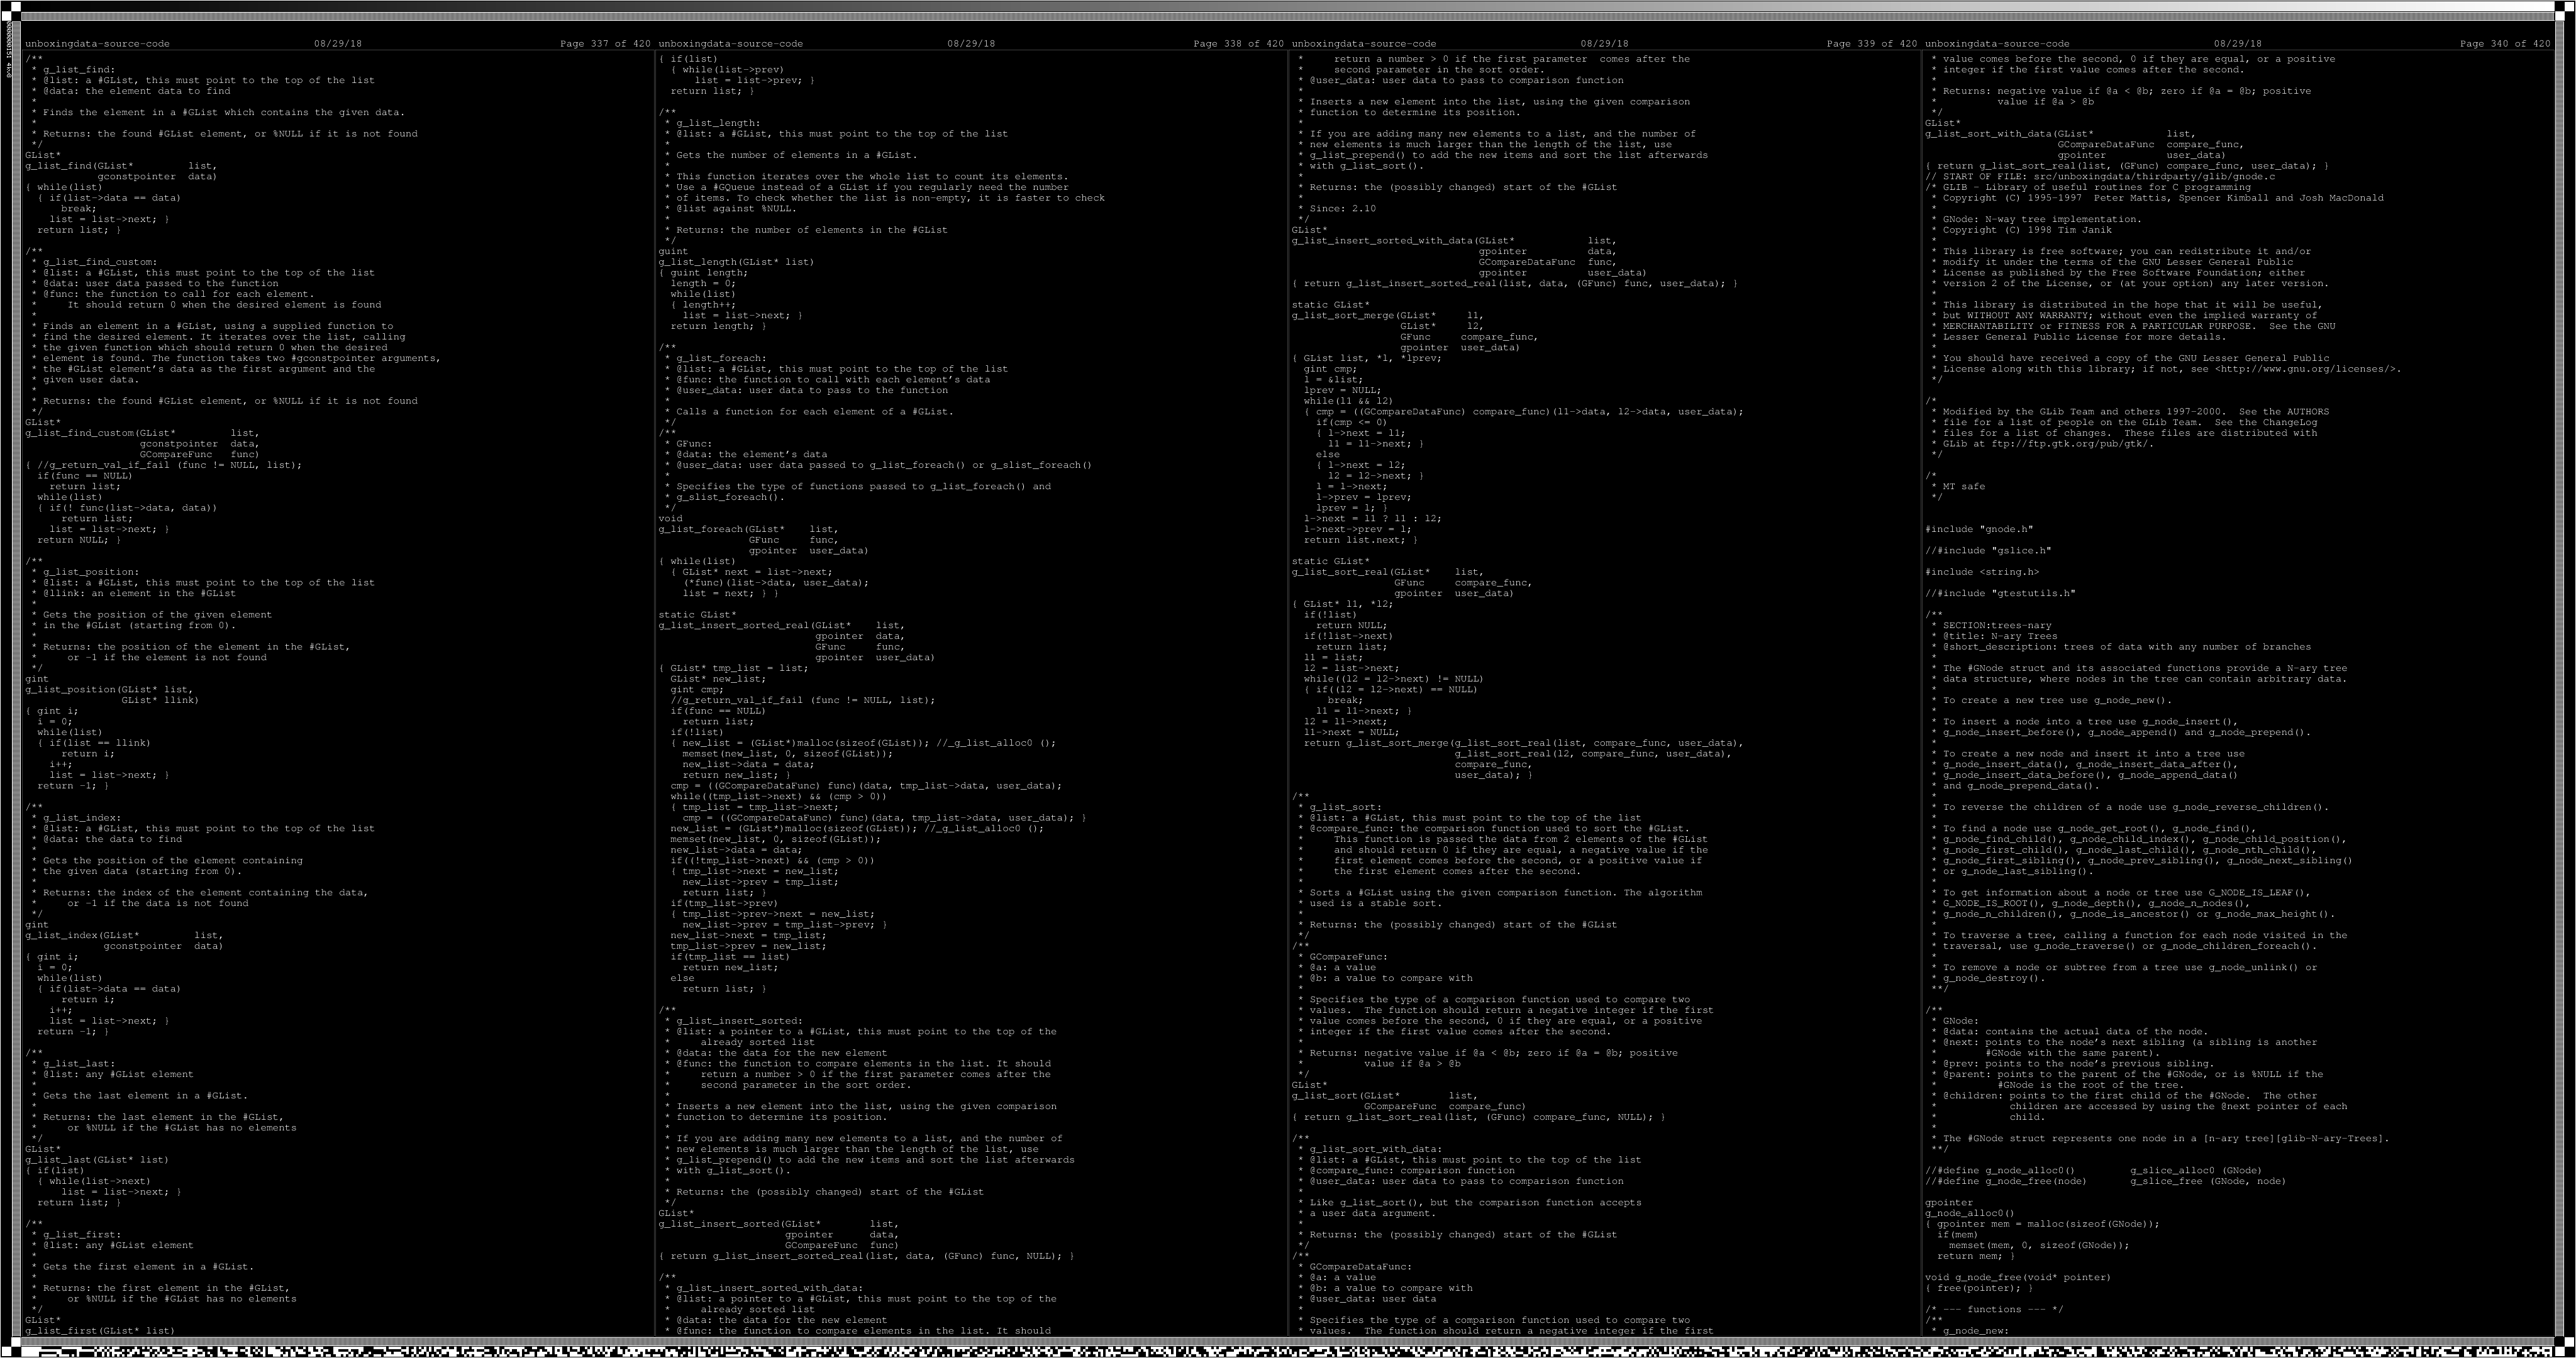 unboxingdata-source-code 08/29/18 Page 337 of 420
/**
 * g_list_find:
 * @list: a #GList, this must point to the top of the list
 * @data: the element data to find
 *
 * Finds the element in a #GList which contains the given data.
 *
 * Returns: the found #GList element, or %NULL if it is not found
 */
GList*
g_list_find(GList*         list,
            gconstpointer  data)
{ while(list)
  { if(list->data == data)
      break;
    list = list->next; }
  return list; }

/**
 * g_list_find_custom:
 * @list: a #GList, this must point to the top of the list
 * @data: user data passed to the function
 * @func: the function to call for each element.
 *     It should return 0 when the desired element is found
 *
 * Finds an element in a #GList, using a supplied function to
 * find the desired element. It iterates over the list, calling
 * the given function which should return 0 when the desired
 * element is found. The function takes two #gconstpointer arguments,
 * the #GList element's data as the first argument and the
 * given user data.
 *
 * Returns: the found #GList element, or %NULL if it is not found
 */
GList*
g_list_find_custom(GList*         list,
                   gconstpointer  data,
                   GCompareFunc   func)
{ //g_return_val_if_fail (func != NULL, list);
  if(func == NULL)
    return list;
  while(list)
  { if(! func(list->data, data))
      return list;
    list = list->next; }
  return NULL; }

/**
 * g_list_position:
 * @list: a #GList, this must point to the top of the list
 * @llink: an element in the #GList
 *
 * Gets the position of the given element
 * in the #GList (starting from 0).
 *
 * Returns: the position of the element in the #GList,
 *     or -1 if the element is not found
 */
gint
g_list_position(GList* list,
                GList* llink)
{ gint i;
  i = 0;
  while(list)
  { if(list == llink)
      return i;
    i++;
    list = list->next; }
  return -1; }

/**
 * g_list_index:
 * @list: a #GList, this must point to the top of the list
 * @data: the data to find
 *
 * Gets the position of the element containing
 * the given data (starting from 0).
 *
 * Returns: the index of the element containing the data,
 *     or -1 if the data is not found
 */
gint
g_list_index(GList*         list,
             gconstpointer  data)
{ gint i;
  i = 0;
  while(list)
  { if(list->data == data)
      return i;
    i++;
    list = list->next; }
  return -1; }

/**
 * g_list_last:
 * @list: any #GList element
 *
 * Gets the last element in a #GList.
 *
 * Returns: the last element in the #GList,
 *     or %NULL if the #GList has no elements
 */
GList*
g_list_last(GList* list)
{ if(list)
  { while(list->next)
      list = list->next; }
  return list; }

/**
 * g_list_first:
 * @list: any #GList element
 *
 * Gets the first element in a #GList.
 *
 * Returns: the first element in the #GList,
 *     or %NULL if the #GList has no elements
 */
GList*
g_list_first(GList* list)
unboxingdata-source-code 08/29/18 Page 338 of 420
{ if(list)
  { while(list->prev)
      list = list->prev; }
  return list; }

/**
 * g_list_length:
 * @list: a #GList, this must point to the top of the list
 *
 * Gets the number of elements in a #GList.
 *
 * This function iterates over the whole list to count its elements.
 * Use a #GQueue instead of a GList if you regularly need the number
 * of items. To check whether the list is non-empty, it is faster to check
 * @list against %NULL.
 *
 * Returns: the number of elements in the #GList
 */
guint
g_list_length(GList* list)
{ guint length;
  length = 0;
  while(list)
  { length++;
    list = list->next; }
  return length; }

/**
 * g_list_foreach:
 * @list: a #GList, this must point to the top of the list
 * @func: the function to call with each element's data
 * @user_data: user data to pass to the function
 *
 * Calls a function for each element of a #GList.
 */
/**
 * GFunc:
 * @data: the element's data
 * @user_data: user data passed to g_list_foreach() or g_slist_foreach()
 *
 * Specifies the type of functions passed to g_list_foreach() and
 * g_slist_foreach().
 */
void
g_list_foreach(GList*    list,
               GFunc     func,
               gpointer  user_data)
{ while(list)
  { GList* next = list->next;
    (*func)(list->data, user_data);
    list = next; } }

static GList*
g_list_insert_sorted_real(GList*    list,
                          gpointer  data,
                          GFunc     func,
                          gpointer  user_data)
{ GList* tmp_list = list;
  GList* new_list;
  gint cmp;
  //g_return_val_if_fail (func != NULL, list);
  if(func == NULL)
    return list;
  if(!list)
  { new_list = (GList*)malloc(sizeof(GList)); //_g_list_alloc0 ();
    memset(new_list, 0, sizeof(GList));
    new_list->data = data;
    return new_list; }
  cmp = ((GCompareDataFunc) func)(data, tmp_list->data, user_data);
  while((tmp_list->next) && (cmp > 0))
  { tmp_list = tmp_list->next;
    cmp = ((GCompareDataFunc) func)(data, tmp_list->data, user_data); }
  new_list = (GList*)malloc(sizeof(GList)); //_g_list_alloc0 ();
  memset(new_list, 0, sizeof(GList));
  new_list->data = data;
  if((!tmp_list->next) && (cmp > 0))
  { tmp_list->next = new_list;
    new_list->prev = tmp_list;
    return list; }
  if(tmp_list->prev)
  { tmp_list->prev->next = new_list;
    new_list->prev = tmp_list->prev; }
  new_list->next = tmp_list;
  tmp_list->prev = new_list;
  if(tmp_list == list)
    return new_list;
  else
    return list; }

/**
 * g_list_insert_sorted:
 * @list: a pointer to a #GList, this must point to the top of the
 *     already sorted list
 * @data: the data for the new element
 * @func: the function to compare elements in the list. It should
 *     return a number > 0 if the first parameter comes after the
 *     second parameter in the sort order.
 *
 * Inserts a new element into the list, using the given comparison
 * function to determine its position.
 *
 * If you are adding many new elements to a list, and the number of
 * new elements is much larger than the length of the list, use
 * g_list_prepend() to add the new items and sort the list afterwards
 * with g_list_sort().
 *
 * Returns: the (possibly changed) start of the #GList
 */
GList*
g_list_insert_sorted(GList*        list,
                     gpointer      data,
                     GCompareFunc  func)
{ return g_list_insert_sorted_real(list, data, (GFunc) func, NULL); }

/**
 * g_list_insert_sorted_with_data:
 * @list: a pointer to a #GList, this must point to the top of the
 *     already sorted list
 * @data: the data for the new element
 * @func: the function to compare elements in the list. It should
unboxingdata-source-code 08/29/18 Page 339 of 420
 *     return a number > 0 if the first parameter  comes after the
 *     second parameter in the sort order.
 * @user_data: user data to pass to comparison function
 *
 * Inserts a new element into the list, using the given comparison
 * function to determine its position.
 *
 * If you are adding many new elements to a list, and the number of
 * new elements is much larger than the length of the list, use
 * g_list_prepend() to add the new items and sort the list afterwards
 * with g_list_sort().
 *
 * Returns: the (possibly changed) start of the #GList
 *
 * Since: 2.10
 */
GList*
g_list_insert_sorted_with_data(GList*            list,
                               gpointer          data,
                               GCompareDataFunc  func,
                               gpointer          user_data)
{ return g_list_insert_sorted_real(list, data, (GFunc) func, user_data); }

static GList*
g_list_sort_merge(GList*     l1,
                  GList*     l2,
                  GFunc     compare_func,
                  gpointer  user_data)
{ GList list, *l, *lprev;
  gint cmp;
  l = &list;
  lprev = NULL;
  while(l1 && l2)
  { cmp = ((GCompareDataFunc) compare_func)(l1->data, l2->data, user_data);
    if(cmp <= 0)
    { l->next = l1;
      l1 = l1->next; }
    else
    { l->next = l2;
      l2 = l2->next; }
    l = l->next;
    l->prev = lprev;
    lprev = l; }
  l->next = l1 ? l1 : l2;
  l->next->prev = l;
  return list.next; }

static GList*
g_list_sort_real(GList*    list,
                 GFunc     compare_func,
                 gpointer  user_data)
{ GList* l1, *l2;
  if(!list)
    return NULL;
  if(!list->next)
    return list;
  l1 = list;
  l2 = list->next;
  while((l2 = l2->next) != NULL)
  { if((l2 = l2->next) == NULL)
      break;
    l1 = l1->next; }
  l2 = l1->next;
  l1->next = NULL;
  return g_list_sort_merge(g_list_sort_real(list, compare_func, user_data),
                           g_list_sort_real(l2, compare_func, user_data),
                           compare_func,
                           user_data); }

/**
 * g_list_sort:
 * @list: a #GList, this must point to the top of the list
 * @compare_func: the comparison function used to sort the #GList.
 *     This function is passed the data from 2 elements of the #GList
 *     and should return 0 if they are equal, a negative value if the
 *     first element comes before the second, or a positive value if
 *     the first element comes after the second.
 *
 * Sorts a #GList using the given comparison function. The algorithm
 * used is a stable sort.
 *
 * Returns: the (possibly changed) start of the #GList
 */
/**
 * GCompareFunc:
 * @a: a value
 * @b: a value to compare with
 *
 * Specifies the type of a comparison function used to compare two
 * values.  The function should return a negative integer if the first
 * value comes before the second, 0 if they are equal, or a positive
 * integer if the first value comes after the second.
 *
 * Returns: negative value if @a < @b; zero if @a = @b; positive
 *          value if @a > @b
 */
GList*
g_list_sort(GList*        list,
            GCompareFunc  compare_func)
{ return g_list_sort_real(list, (GFunc) compare_func, NULL); }

/**
 * g_list_sort_with_data:
 * @list: a #GList, this must point to the top of the list
 * @compare_func: comparison function
 * @user_data: user data to pass to comparison function
 *
 * Like g_list_sort(), but the comparison function accepts
 * a user data argument.
 *
 * Returns: the (possibly changed) start of the #GList
 */
/**
 * GCompareDataFunc:
 * @a: a value
 * @b: a value to compare with
 * @user_data: user data
 *
 * Specifies the type of a comparison function used to compare two
 * values.  The function should return a negative integer if the first
unboxingdata-source-code 08/29/18 Page 340 of 420
 * value comes before the second, 0 if they are equal, or a positive
 * integer if the first value comes after the second.
 *
 * Returns: negative value if @a < @b; zero if @a = @b; positive
 *          value if @a > @b
 */
GList*
g_list_sort_with_data(GList*            list,
                      GCompareDataFunc  compare_func,
                      gpointer          user_data)
{ return g_list_sort_real(list, (GFunc) compare_func, user_data); }
// START OF FILE: src/unboxingdata/thirdparty/glib/gnode.c
/* GLIB - Library of useful routines for C programming
 * Copyright (C) 1995-1997  Peter Mattis, Spencer Kimball and Josh MacDonald
 *
 * GNode: N-way tree implementation.
 * Copyright (C) 1998 Tim Janik
 *
 * This library is free software; you can redistribute it and/or
 * modify it under the terms of the GNU Lesser General Public
 * License as published by the Free Software Foundation; either
 * version 2 of the License, or (at your option) any later version.
 *
 * This library is distributed in the hope that it will be useful,
 * but WITHOUT ANY WARRANTY; without even the implied warranty of
 * MERCHANTABILITY or FITNESS FOR A PARTICULAR PURPOSE.  See the GNU
 * Lesser General Public License for more details.
 *
 * You should have received a copy of the GNU Lesser General Public
 * License along with this library; if not, see <http://www.gnu.org/licenses/>.
 */

/*
 * Modified by the GLib Team and others 1997-2000.  See the AUTHORS
 * file for a list of people on the GLib Team.  See the ChangeLog
 * files for a list of changes.  These files are distributed with
 * GLib at ftp://ftp.gtk.org/pub/gtk/.
 */

/*
 * MT safe
 */

#include "gnode.h"

//#include "gslice.h"

#include <string.h>

//#include "gtestutils.h"

/**
 * SECTION:trees-nary
 * @title: N-ary Trees
 * @short_description: trees of data with any number of branches
 *
 * The #GNode struct and its associated functions provide a N-ary tree
 * data structure, where nodes in the tree can contain arbitrary data.
 *
 * To create a new tree use g_node_new().
 *
 * To insert a node into a tree use g_node_insert(),
 * g_node_insert_before(), g_node_append() and g_node_prepend().
 *
 * To create a new node and insert it into a tree use
 * g_node_insert_data(), g_node_insert_data_after(),
 * g_node_insert_data_before(), g_node_append_data()
 * and g_node_prepend_data().
 *
 * To reverse the children of a node use g_node_reverse_children().
 *
 * To find a node use g_node_get_root(), g_node_find(),
 * g_node_find_child(), g_node_child_index(), g_node_child_position(),
 * g_node_first_child(), g_node_last_child(), g_node_nth_child(),
 * g_node_first_sibling(), g_node_prev_sibling(), g_node_next_sibling()
 * or g_node_last_sibling().
 *
 * To get information about a node or tree use G_NODE_IS_LEAF(),
 * G_NODE_IS_ROOT(), g_node_depth(), g_node_n_nodes(),
 * g_node_n_children(), g_node_is_ancestor() or g_node_max_height().
 *
 * To traverse a tree, calling a function for each node visited in the
 * traversal, use g_node_traverse() or g_node_children_foreach().
 *
 * To remove a node or subtree from a tree use g_node_unlink() or
 * g_node_destroy().
 **/

/**
 * GNode:
 * @data: contains the actual data of the node.
 * @next: points to the node's next sibling (a sibling is another
 *        #GNode with the same parent).
 * @prev: points to the node's previous sibling.
 * @parent: points to the parent of the #GNode, or is %NULL if the
 *          #GNode is the root of the tree.
 * @children: points to the first child of the #GNode.  The other
 *            children are accessed by using the @next pointer of each
 *            child.
 *
 * The #GNode struct represents one node in a [n-ary tree][glib-N-ary-Trees].
 **/

//#define g_node_alloc0()         g_slice_alloc0 (GNode)
//#define g_node_free(node)       g_slice_free (GNode, node)

gpointer
g_node_alloc0()
{ gpointer mem = malloc(sizeof(GNode));
  if(mem)
    memset(mem, 0, sizeof(GNode));
  return mem; }

void g_node_free(void* pointer)
{ free(pointer); }

/* --- functions --- */
/**
 * g_node_new: